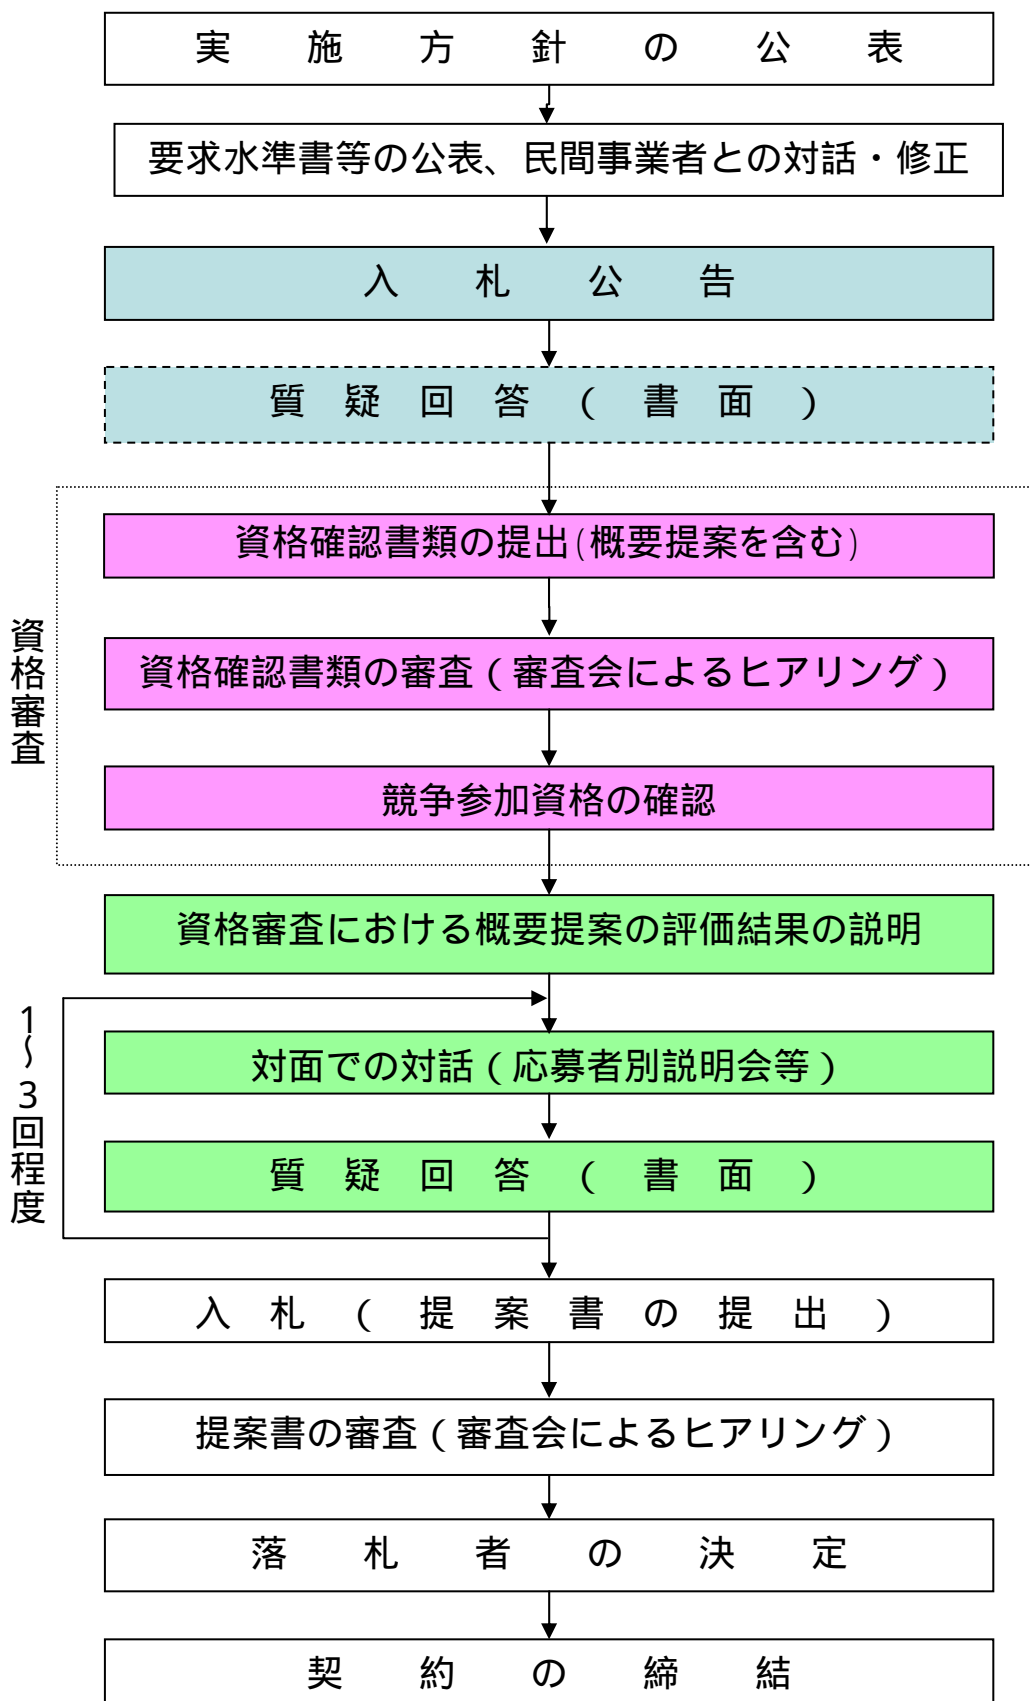 実施方針の公表
要求水準書等の公表、民間事業者との対話・修正
入札公告
質疑回答（書面）
資格審査
資格確認書類の提出(概要提案を含む)
資格確認書類の審査（審査会によるヒアリング）
競争参加資格の確認
資格審査における概要提案の評価結果の説明
1～3回程度
対面での対話（応募者別説明会等）
質疑回答（書面）
入札（提案書の提出）
提案書の審査（審査会によるヒアリング）
落札者の決定
契約の締結